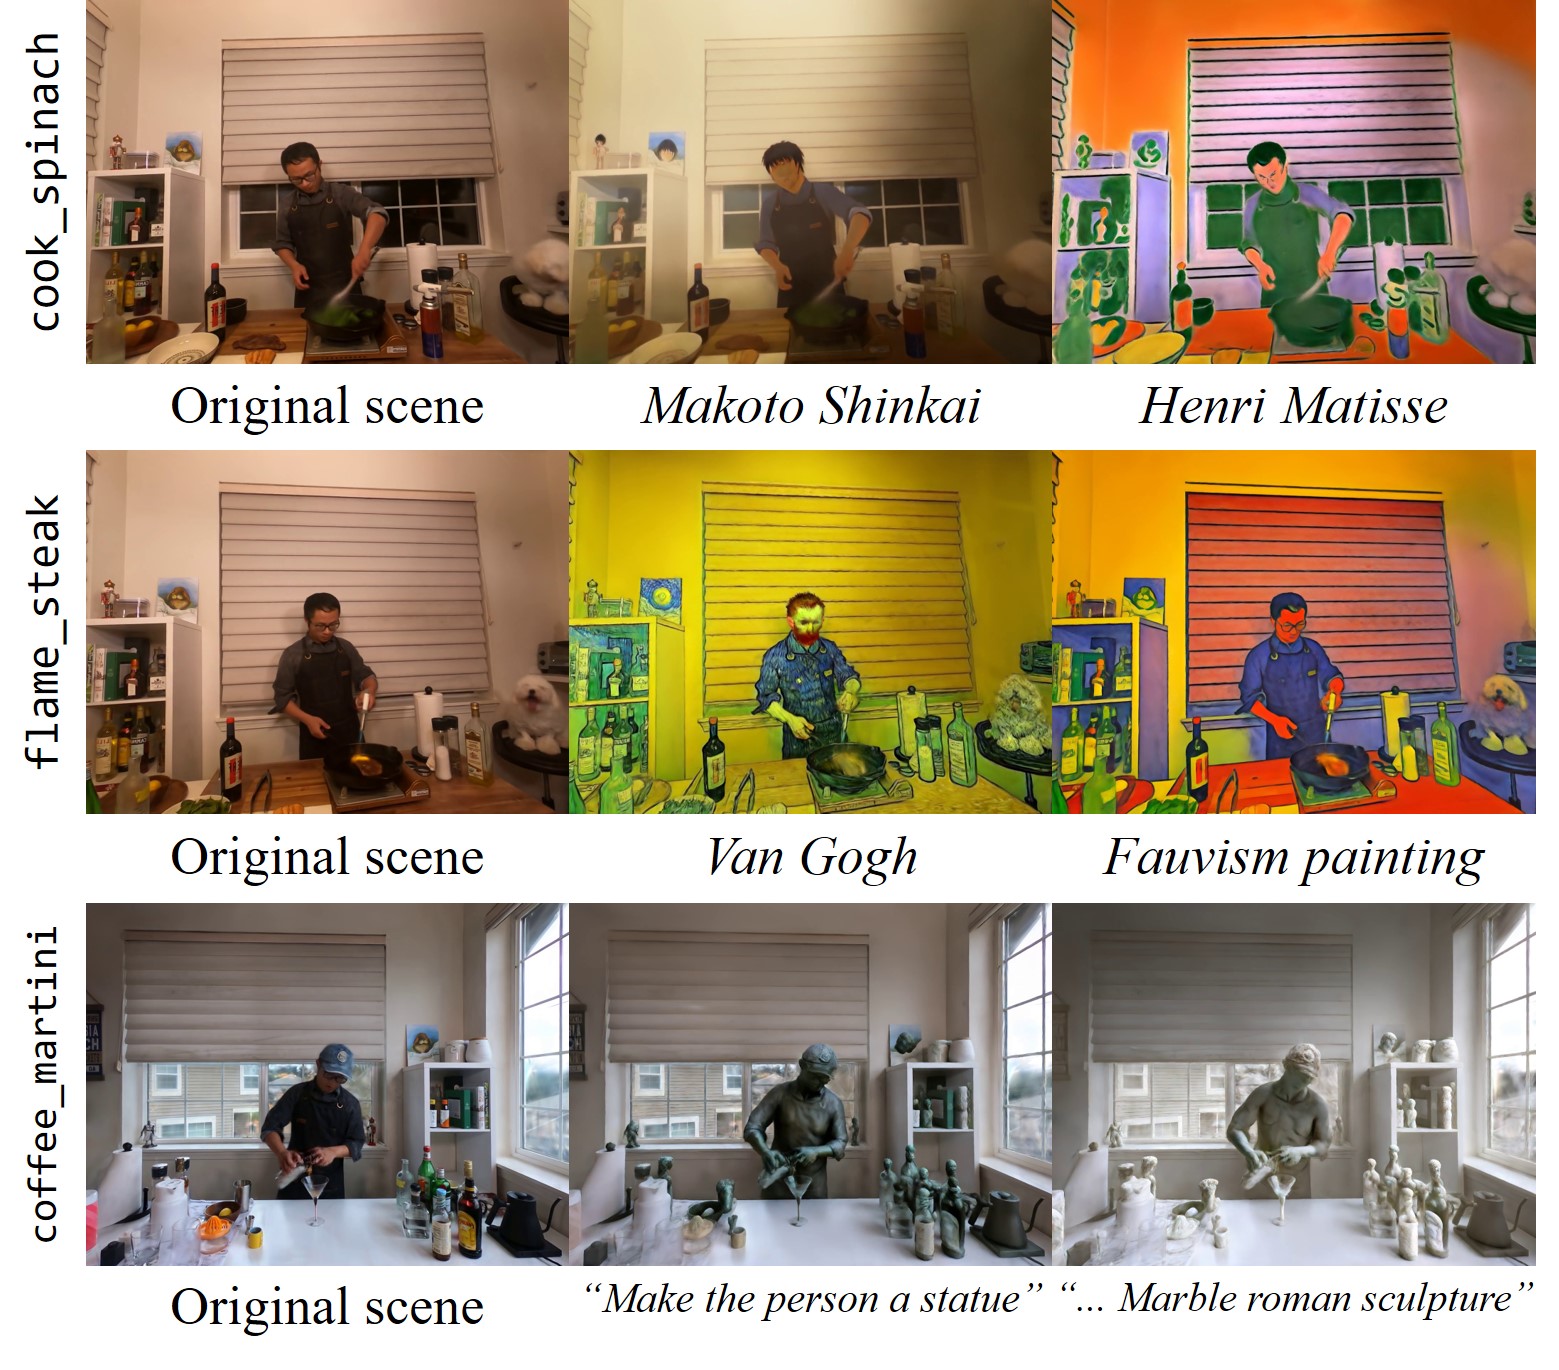 cook_spinach
Original scene
Makoto Shinkai
Henri Matisse
flame_steak
Original scene
Van Gogh
Fauvism painting
coffee_martini
Original scene
“Make the person a statue”
“... Marble roman sculpture”